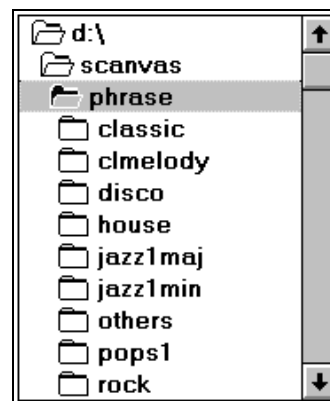 d:\
scanvas
phrase
classic
clmelody
disco
house
jazz1maj
jazz1min
others
pops1
rock